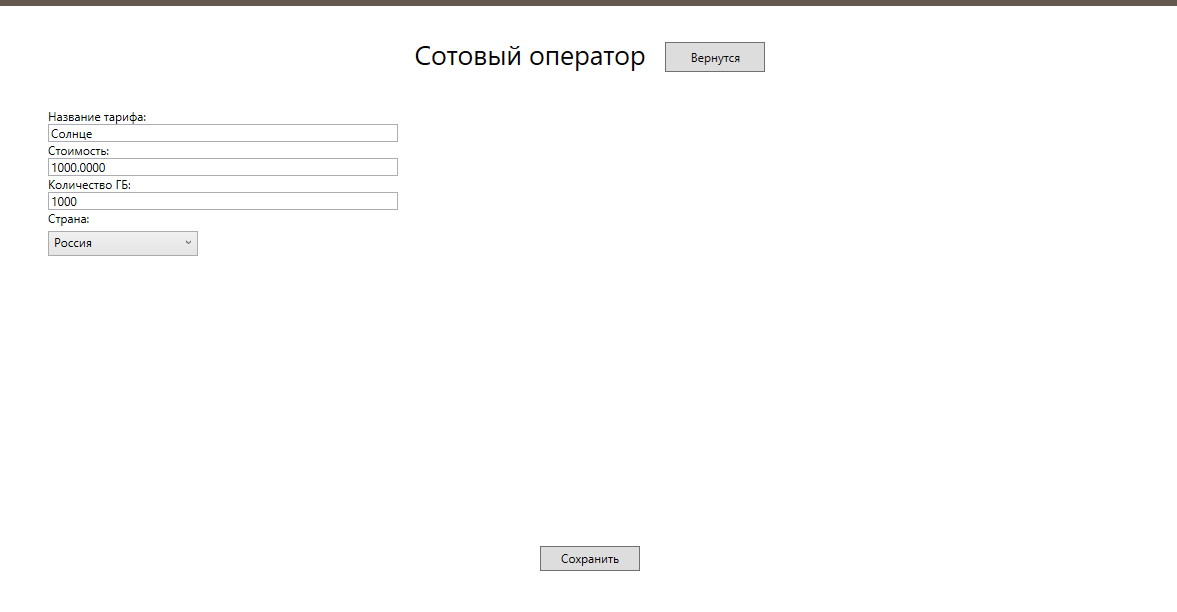 Сотовый оператор
Вернутся
Название тарифа:
Солнце
Стоимость:
1000.0000
Количество ГБ:
1000
Страна:
Россия
Сохранить